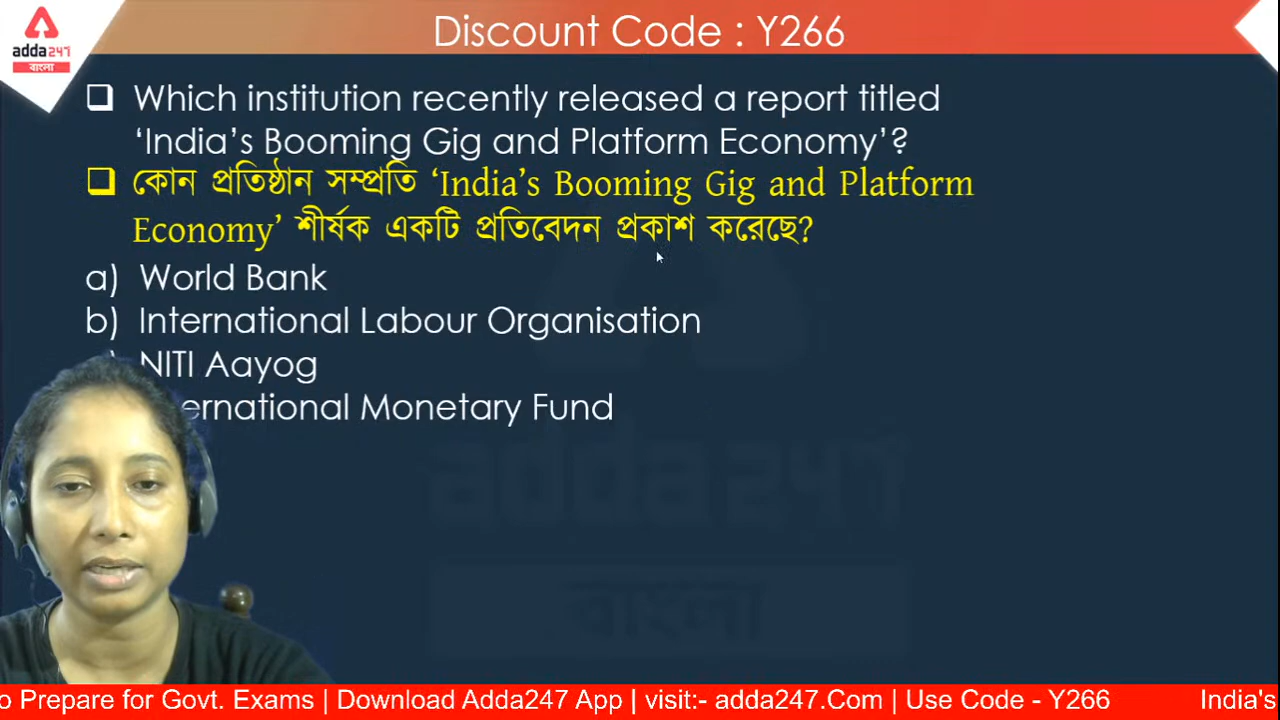 adda247
বাংলা
Discount Code : Y266
Which institution recently released a report titled
‘India’s Booming Gig and Platform Economy’?
কোন প্রতিষ্ঠান সম্প্রতি ‘India’s Booming Gig and Platform
Economy’ শীর্ষক একটি প্রতিবেদন প্রকাশ করেছে?
a) World Bank
b) International Labour Organisation
NITI Aayog
ernational Monetary Fund
adda247
বাংলা
o Prepare for Govt. Exams | Download Adda247 App | visit:- adda247.Com | Use Code - Y266 India's